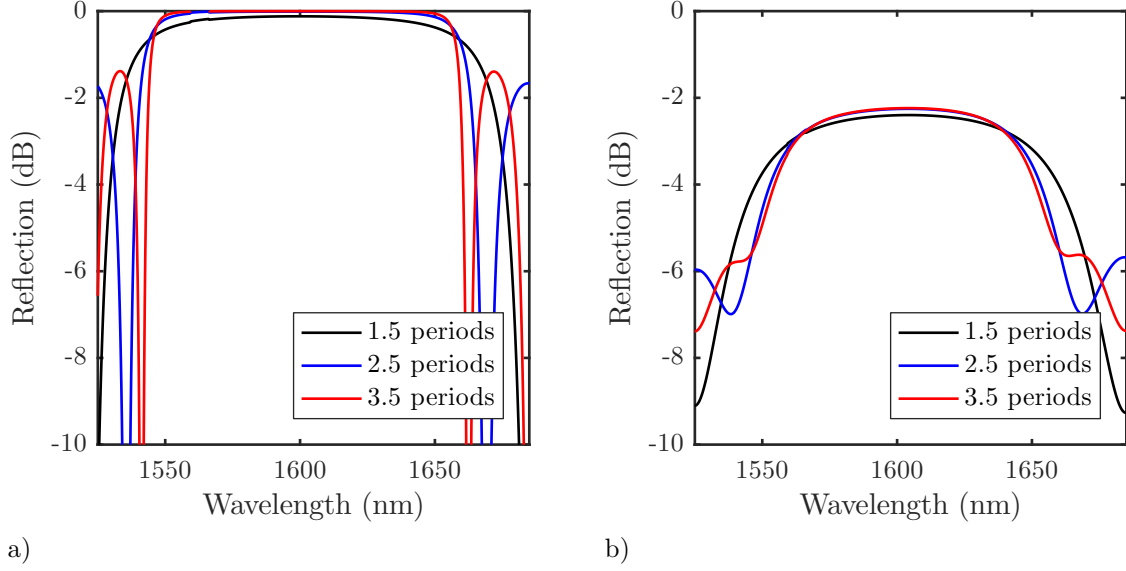 0
-2
-4
-6
-8
-10
Reflection (dB)
1550
1600
1650
Wavelength (nm)
1.5 periods
2.5 periods
3.5 periods
a)
0
-2
-4
-6
-8
-10
Reflection (dB)
1550
1600
1650
Wavelength (nm)
1.5 periods
2.5 periods
3.5 periods
b)